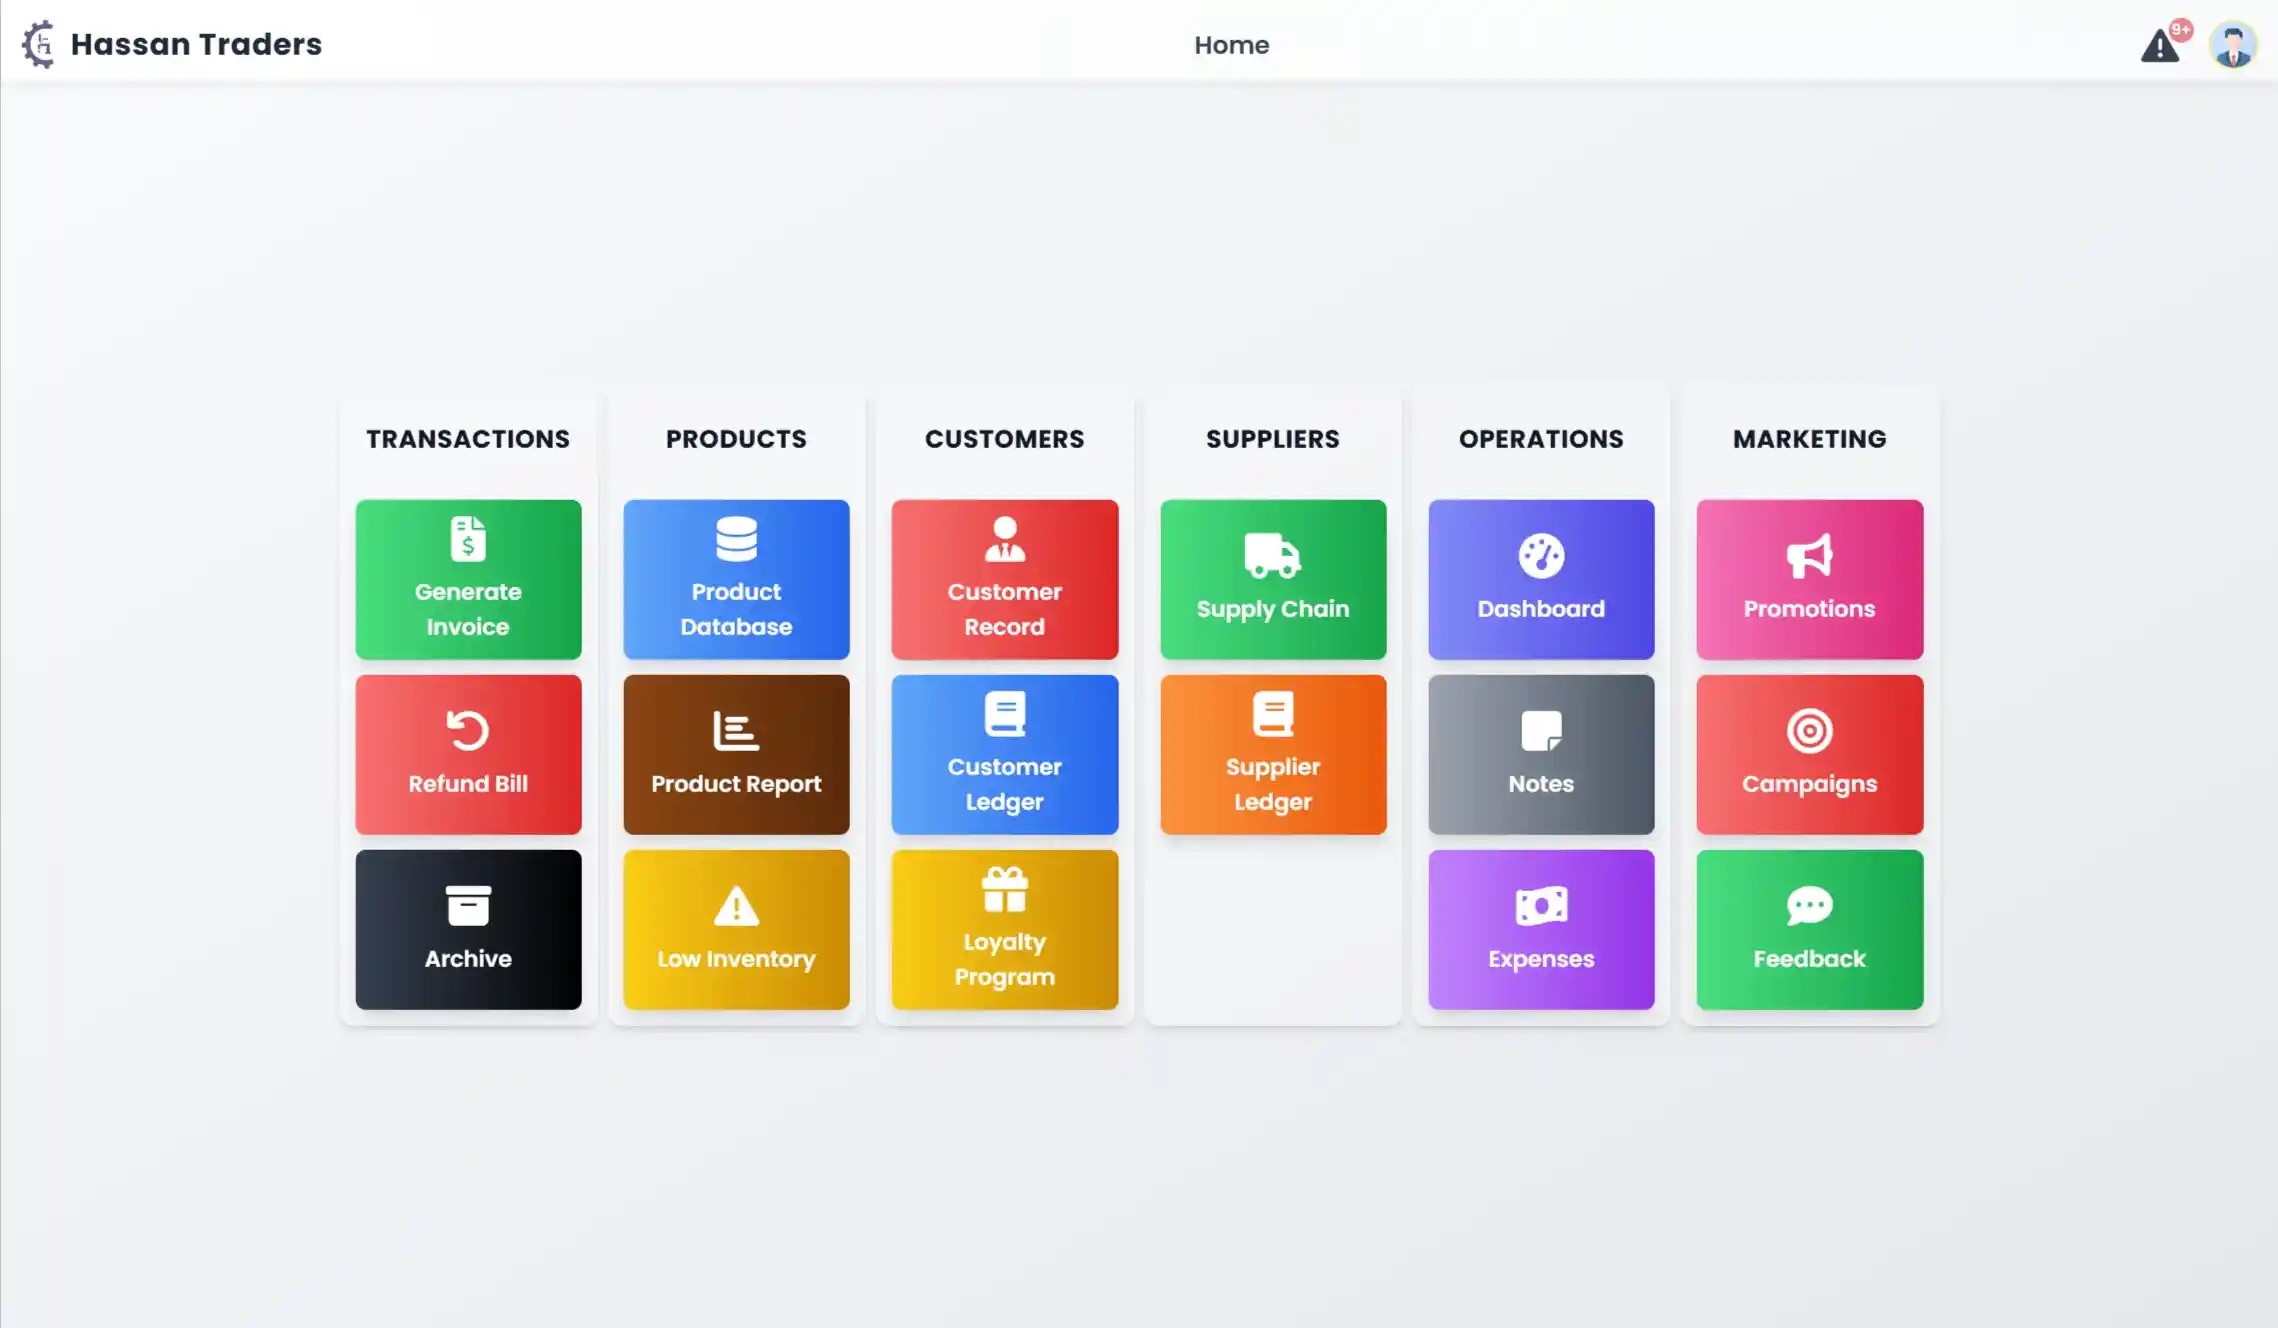 Hassan Traders
Home
9+
TRANSACTIONS
Generate
Invoice
Refund Bill
Archive
PRODUCTS
Product
Database
Product Report
Low Inventory
CUSTOMERS
Customer
Record
Customer
Ledger
Loyalty
Program
SUPPLIERS
Supply Chain
Supplier
Ledger
OPERATIONS
Dashboard
Notes
Expenses
MARKETING
Promotions
Campaigns
Feedback